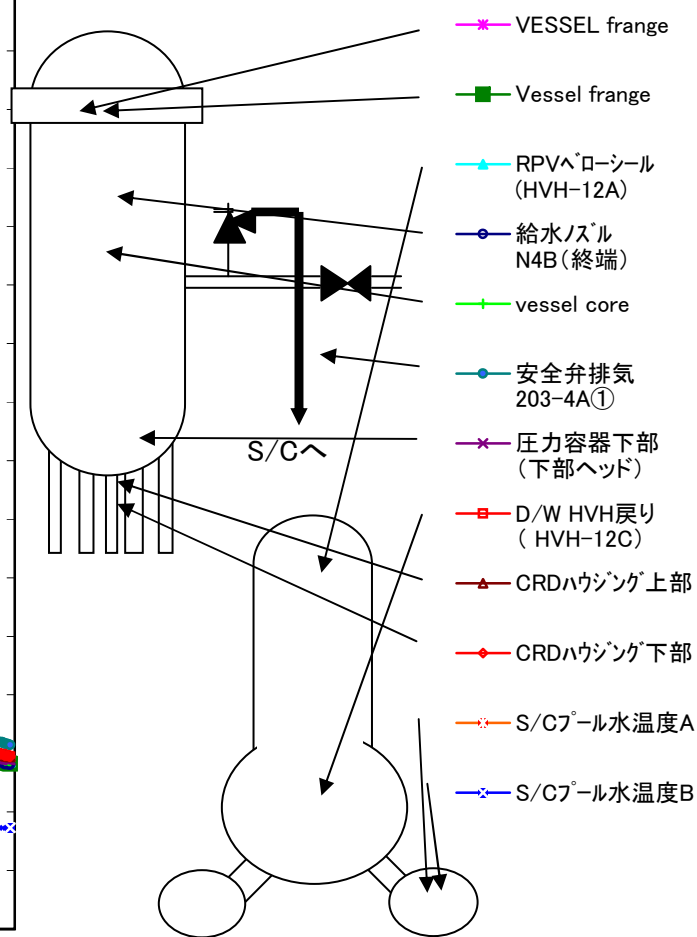 VESSEL frange
Vessel frange
RPVベローシール
(HVH-12A)
給水ノズル
N4B(終端)
vessel core
安全弁排気
203-4A①
S/Cへ
圧力容器下部
(下部ヘッド)
D/W HVH戻り
( HVH-12C)
CRDハウジング上部
CRDハウジング下部
S/Cプール水温度A
S/Cプール水温度B